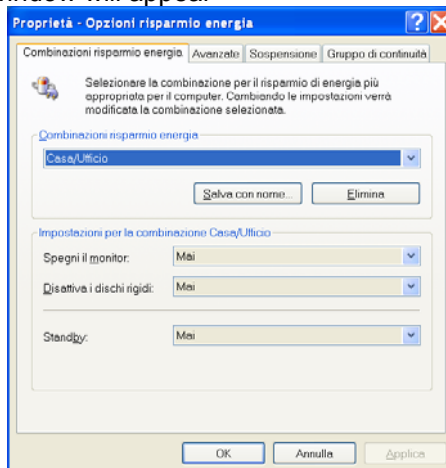 window will appear
Proprietà - Opzioni risparmio energia
Combinazioni risparmio energia Avanzate Sospensione Gruppo di continuità
Selezionare la combinazione per il risparmio di energia più
appropriata per il computer. Cambiando le impostazioni verrà
modificata la combinazione selezionata.
Combinazioni risparmio energia
Casa/Ufficio
Salva con nome... Elimina
Impostazioni per la combinazione Casa/Ufficio
Spegni il monitor: Mai
Disattiva i dischi rigidi: Mai
Standby: Mai
OK Annulla Applica